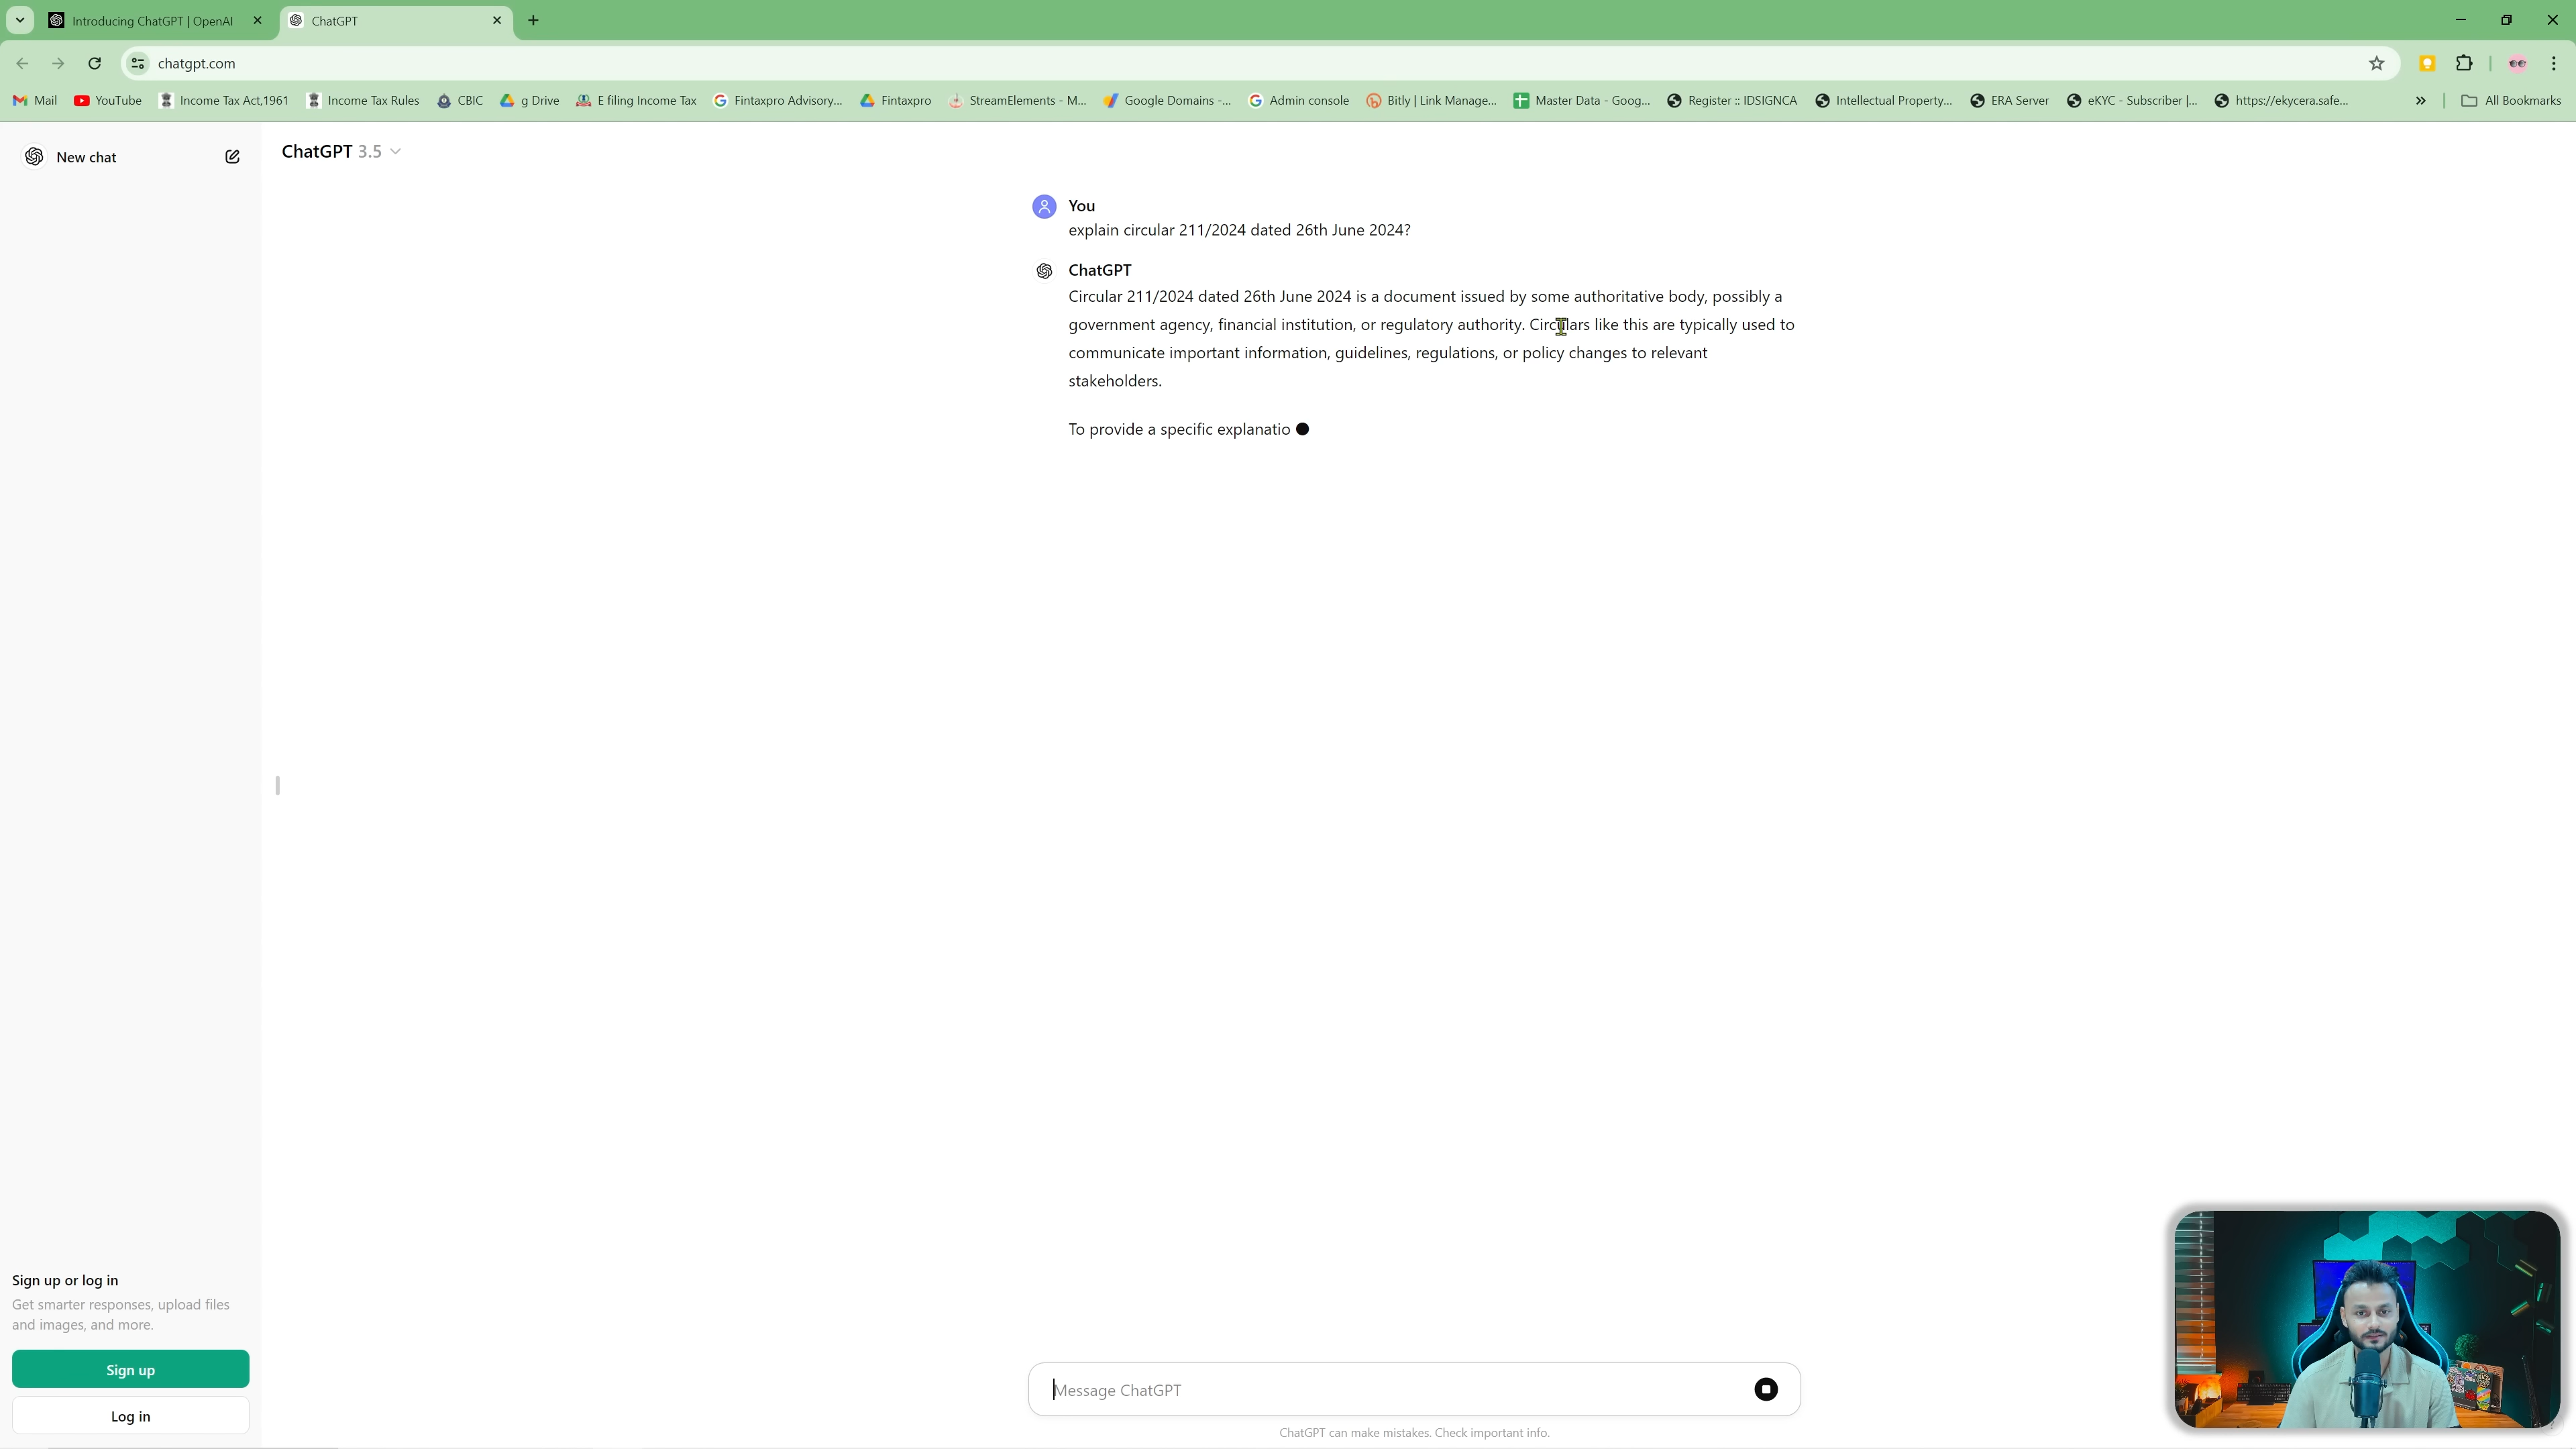 Introducing ChatGPT | OpenAI
ChatGPT
chatgpt.com
Mail
YouTube
Income Tax Act,1961
Income Tax Rules
CBIC
g Drive
E filing Income Tax
Fintaxpro Advisory...
Fintaxpro
StreamElements - M...
Google Domains -...
Admin console
Bitly | Link Manage...
Master Data - Goog...
Register :: IDSIGNCA
Intellectual Property...
ERA Server
eKYC - Subscriber |...
https://ekycera.safe...
»
All Bookmarks
New chat
ChatGPT 3.5
You
explain circular 211/2024 dated 26th June 2024?
ChatGPT
Circular 211/2024 dated 26th June 2024 is a document issued by some authoritative body, possibly a
government agency, financial institution, or regulatory authority. Circulars like this are typically used to
communicate important information, guidelines, regulations, or policy changes to relevant
stakeholders.
To provide a specific explanatio
Sign up or log in
Get smarter responses, upload files
and images, and more.
Sign up
Log in
Message ChatGPT
ChatGPT can make mistakes. Check important info.